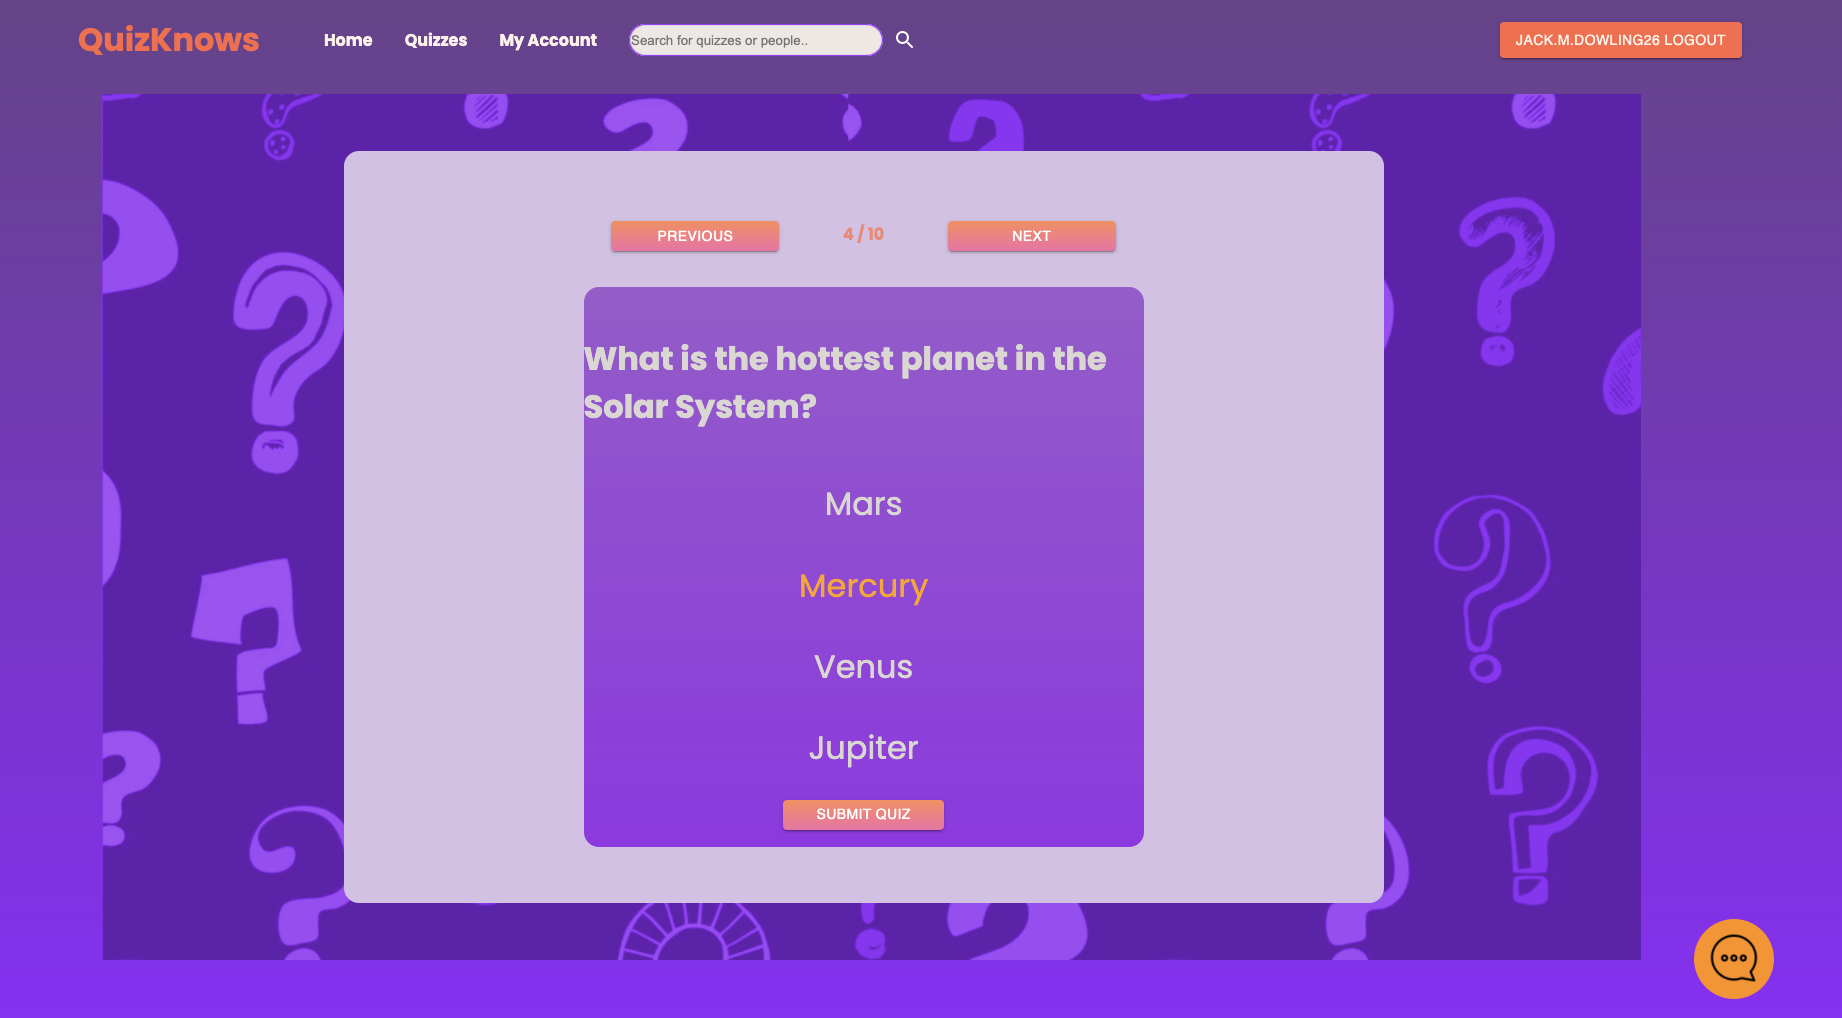 QuizKnows
Home
Quizzes
My Account
Search for quizzes or people..
JACK.M.DOWLING26 LOGOUT
PREVIOUS
4 / 10
NEXT
What is the hottest planet in the
Solar System?
Mars
Mercury
Venus
Jupiter
SUBMIT QUIZ